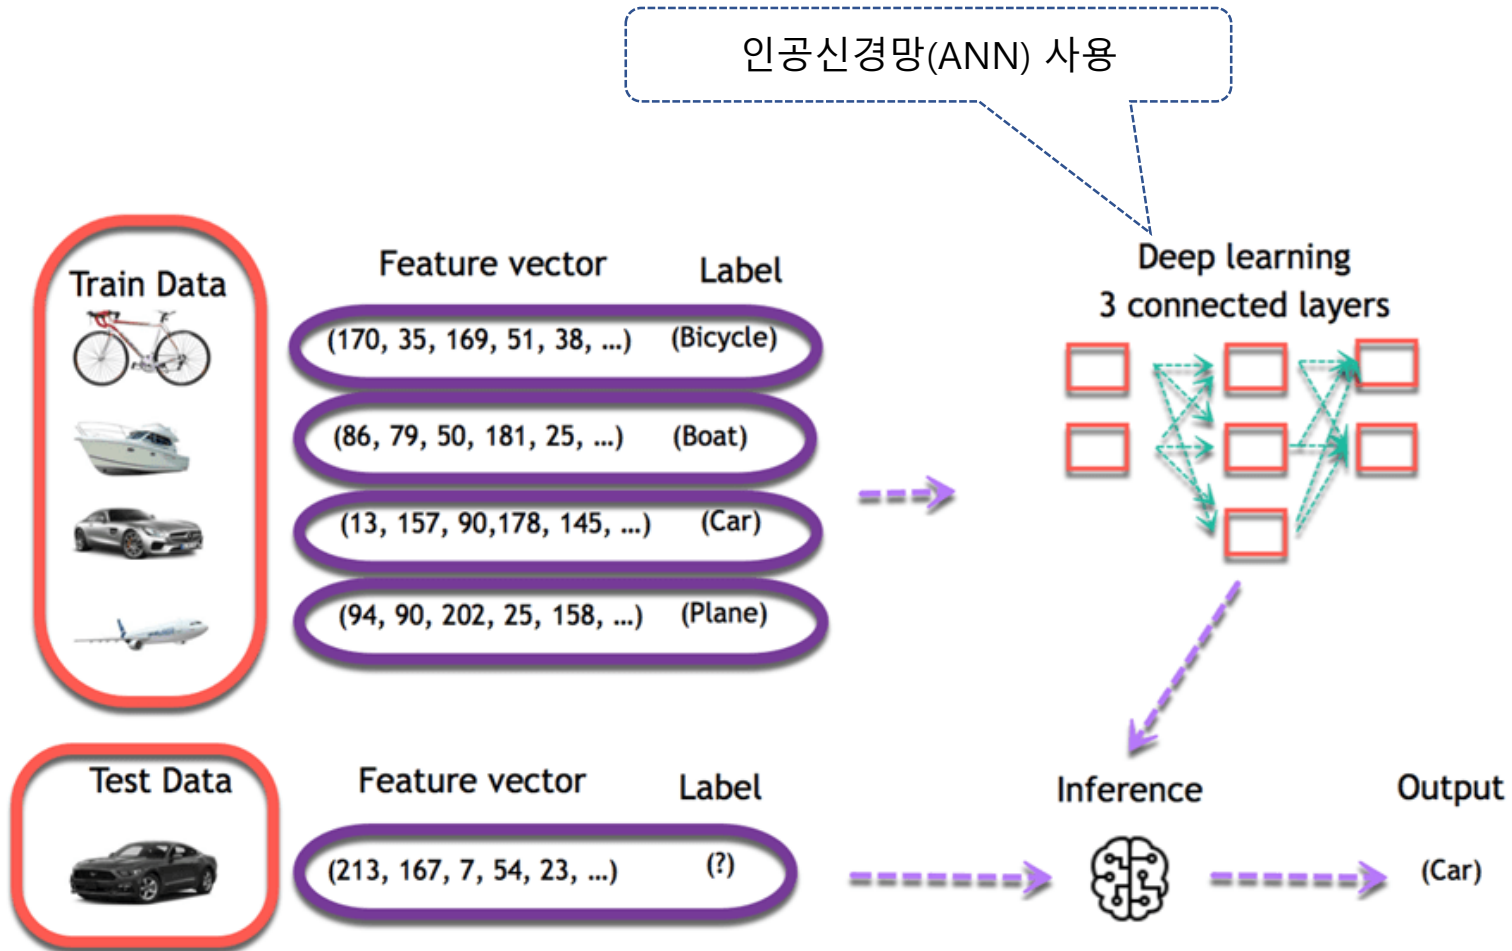 인공신경망(ANN) 사용
Train Data
Feature vector
Label
(170, 35, 169, 51, 38, ...)
(Bicycle)
(86, 79, 50, 181, 25, ...)
(Boat)
(13, 157, 90,178, 145, ...)
(Car)
(94, 90, 202, 25, 158, ...)
(Plane)
Deep learning
3 connected layers
Test Data
Feature vector
Label
(213, 167, 7, 54, 23, ...)
(?)
Inference
Output
(Car)